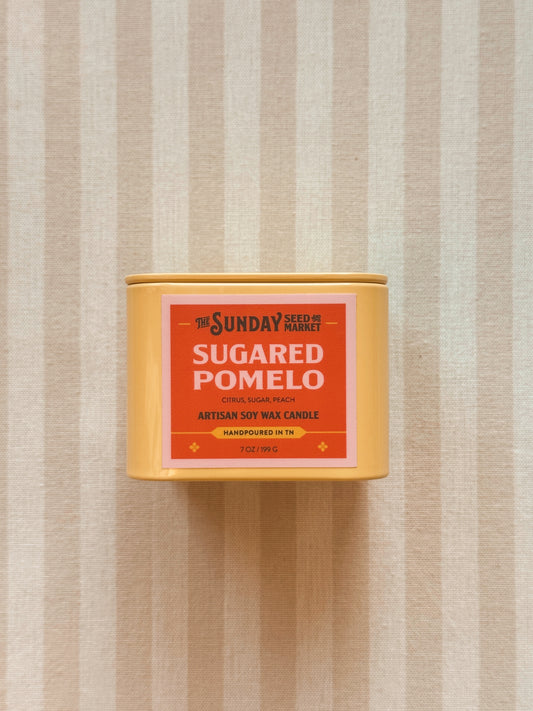 THE SUNDAY SEED AND MARKET
SUGARED
POMELO
CITRUS, SUGAR, PEACH
ARTISAN SOY WAX CANDLE
HANDPOURED IN TN
7 OZ / 199 G